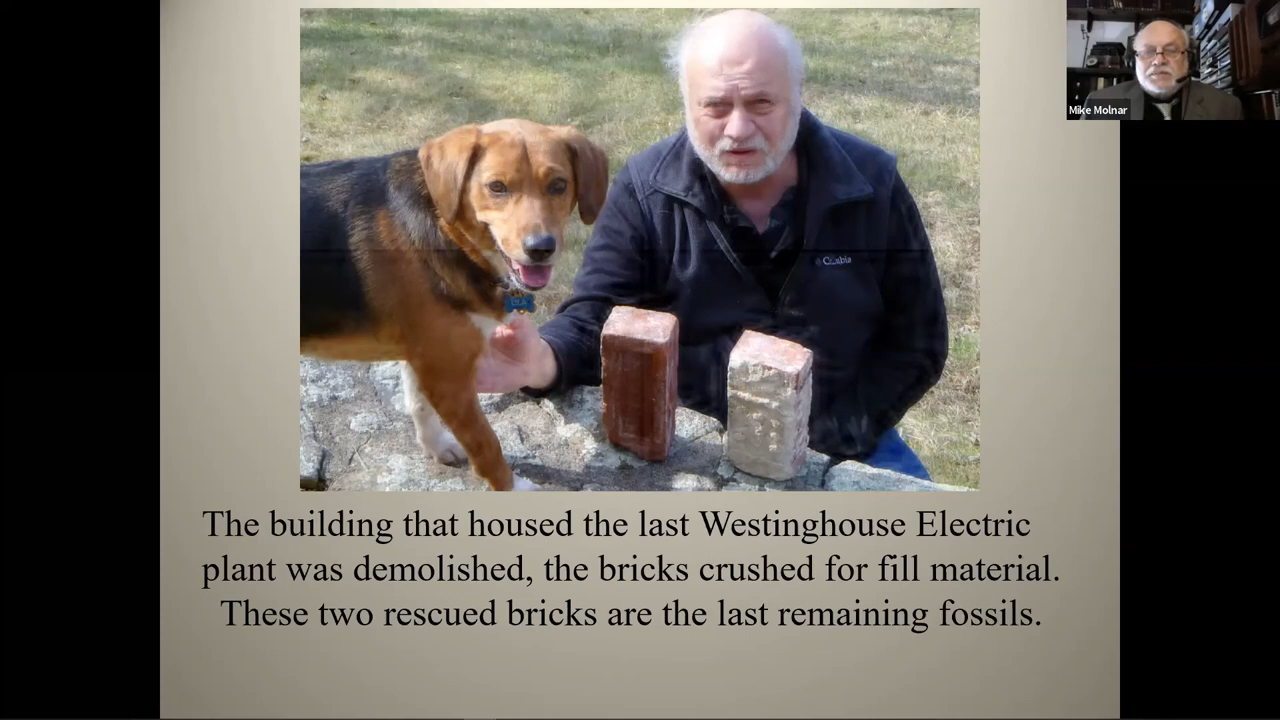 Mike Molnar
Columbia
The building that housed the last Westinghouse Electric
plant was demolished, the bricks crushed for fill material.
These two rescued bricks are the last remaining fossils.